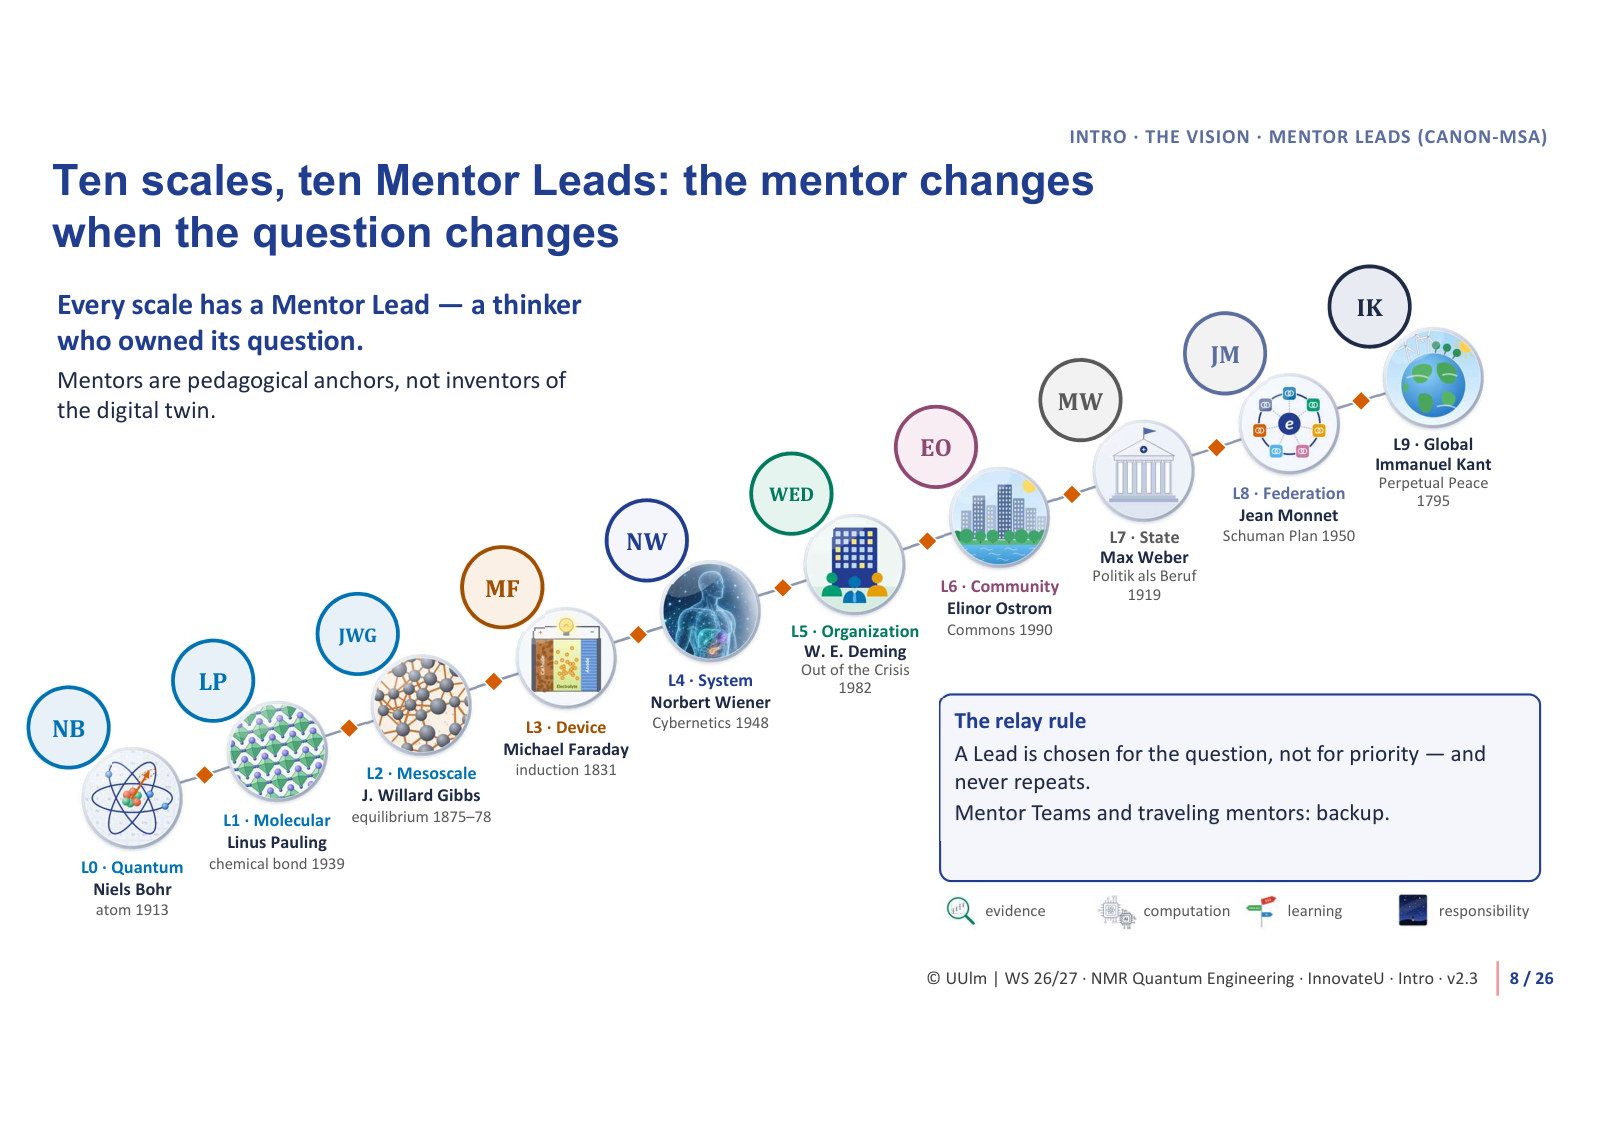 INTRO · THE VISION · MENTOR LEADS (CANON-MSA)
Ten scales, ten Mentor Leads: the mentor changes
when the question changes
Every scale has a Mentor Lead — a thinker
who owned its question.
Mentors are pedagogical anchors, not inventors of
the digital twin.
NB
L0 · Quantum
Niels Bohr
atom 1913
LP
L1 · Molecular
Linus Pauling
chemical bond 1939
JWG
L2 · Mesoscale
J. Willard Gibbs
equilibrium 1875–78
MF
L3 · Device
Michael Faraday
induction 1831
NW
L4 · System
Norbert Wiener
Cybernetics 1948
WED
L5 · Organization
W. E. Deming
Out of the Crisis
1982
EO
L6 · Community
Elinor Ostrom
Commons 1990
MW
L7 · State
Max Weber
Politik als Beruf
1919
JM
e
L8 · Federation
Jean Monnet
Schuman Plan 1950
IK
L9 · Global
Immanuel Kant
Perpetual Peace
1795
The relay rule
A Lead is chosen for the question, not for priority — and
never repeats.
Mentor Teams and traveling mentors: backup.
evidence
computation
learning
responsibility
© UUlm | WS 26/27 · NMR Quantum Engineering · InnovateU · Intro · v2.3
8 / 26